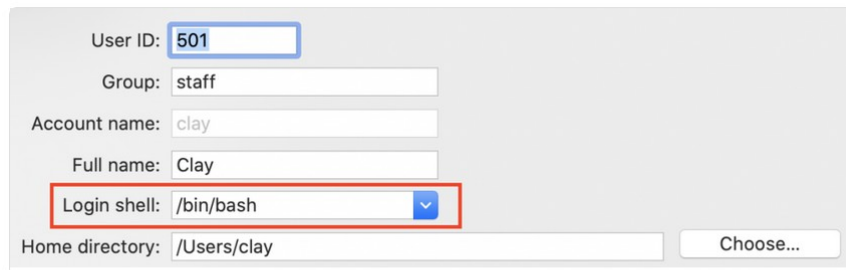 User ID: 501
Group: staff
Account name: clay
Full name: Clay
Login shell: /bin/bash
Home directory: /Users/clay Choose...